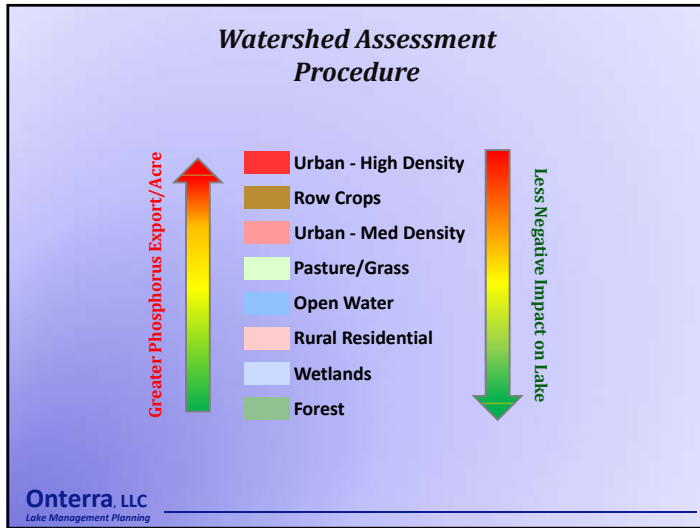 Watershed Assessment
Procedure
Greater Phosphorus Export/Acre
Urban - High Density
Row Crops
Urban - Med Density
Pasture/Grass
Open Water
Rural Residential
Wetlands
Forest
Less Negative Impact on Lake
Onterra, LLC
Lake Management Planning